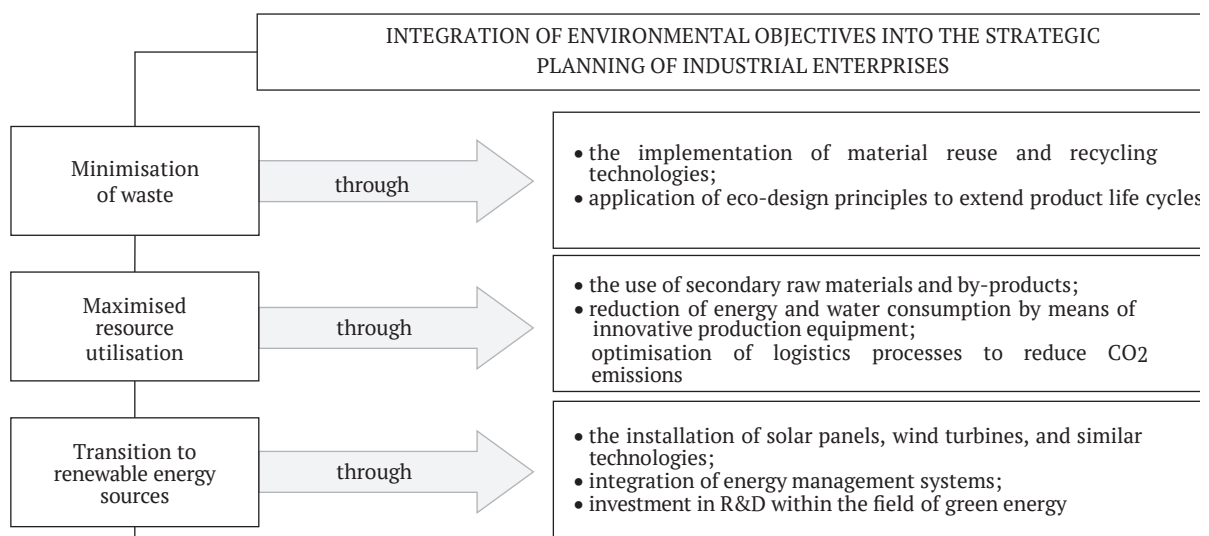 INTEGRATION OF ENVIRONMENTAL OBJECTIVES INTO THE STRATEGIC
PLANNING OF INDUSTRIAL ENTERPRISES
Minimisation
of waste
through
• the implementation of material reuse and recycling
technologies;
• application of eco-design principles to extend product life cycles
Maximised
resource
utilisation
through
• the use of secondary raw materials and by-products;
• reduction of energy and water consumption by means of
innovative production equipment;
optimisation of logistics processes to reduce CO2
emissions
Transition to
renewable energy
sources
through
• the installation of solar panels, wind turbines, and similar
technologies;
• integration of energy management systems;
• investment in R&D within the field of green energy